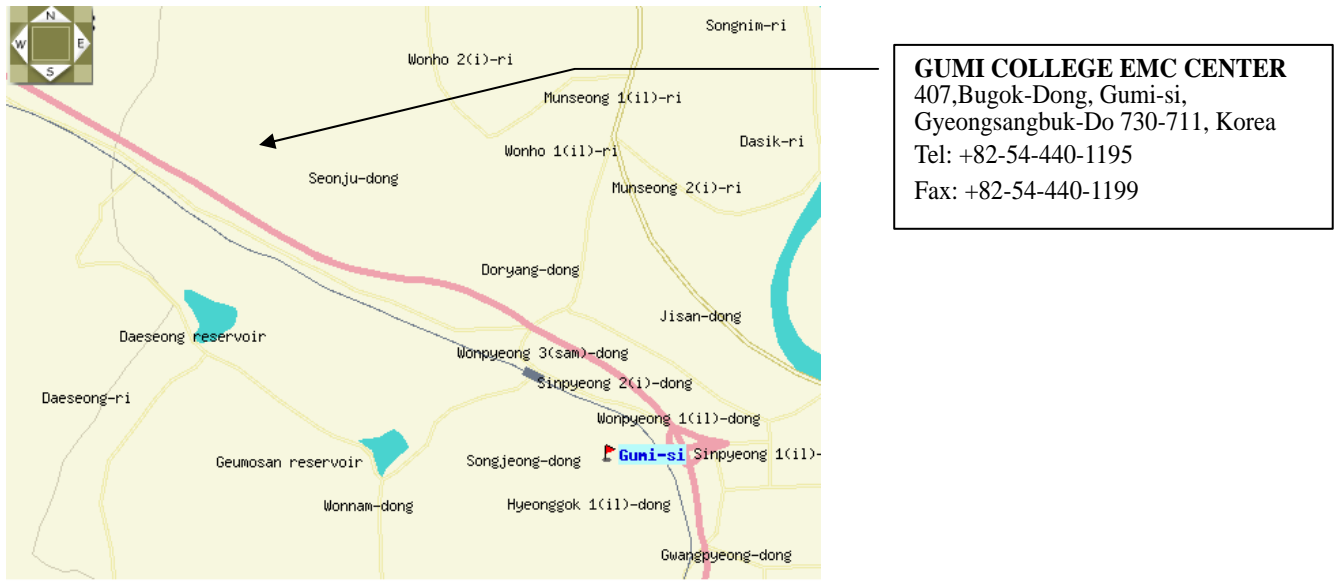 N
W
E
S
Songnim-ri
Wonho 2(i)-ri
Munseong 1(il)-ri
Dasik-ri
Wonho 1(il)-ri
Seonju-dong
Munseong 2(i)-ri
Doryang-dong
Jisan-dong
Daeseong reservoir
Wonpyeong 3(sam)-dong
Sinpyeong 2(i)-dong
Daeseong-ri
Wonpyeong 1(il)-dong
Geumosan reservoir
Songjeong-dong
Gumi-si
Sinpyeong 1(il)-
Wonnam-dong
Hyeonggok 1(il)-dong
Gwangpyeong-dong
GUMI COLLEGE EMC CENTER
407,Bugok-Dong, Gumi-si,
Gyeongsangbuk-Do 730-711, Korea
Tel: +82-54-440-1195
Fax: +82-54-440-1199